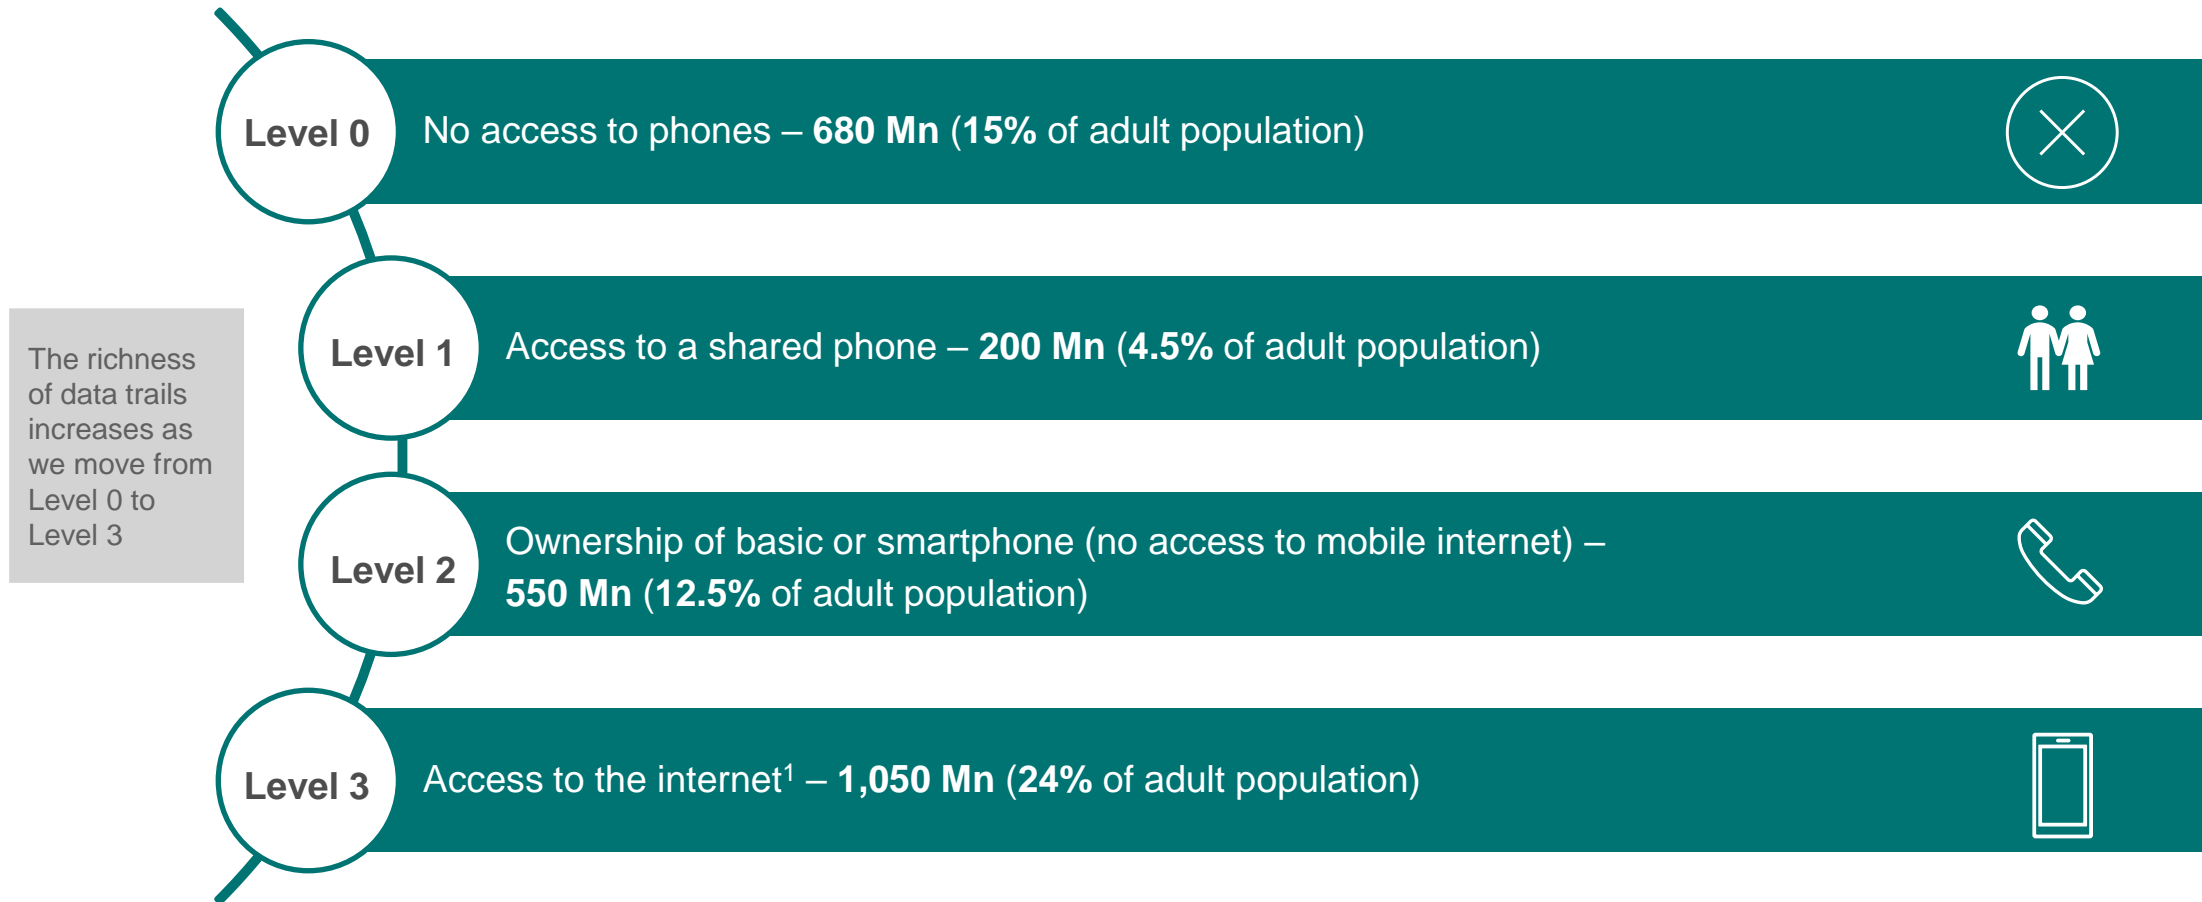 Level 0
No access to phones – 680 Mn (15% of adult population)
Level 1
Access to a shared phone – 200 Mn (4.5% of adult population)
The richness
of data trails
increases as
we move from
Level 0 to
Level 3
Level 2
Ownership of basic or smartphone (no access to mobile internet) –
550 Mn (12.5% of adult population)
Level 3
Access to the internet¹ – 1,050 Mn (24% of adult population)